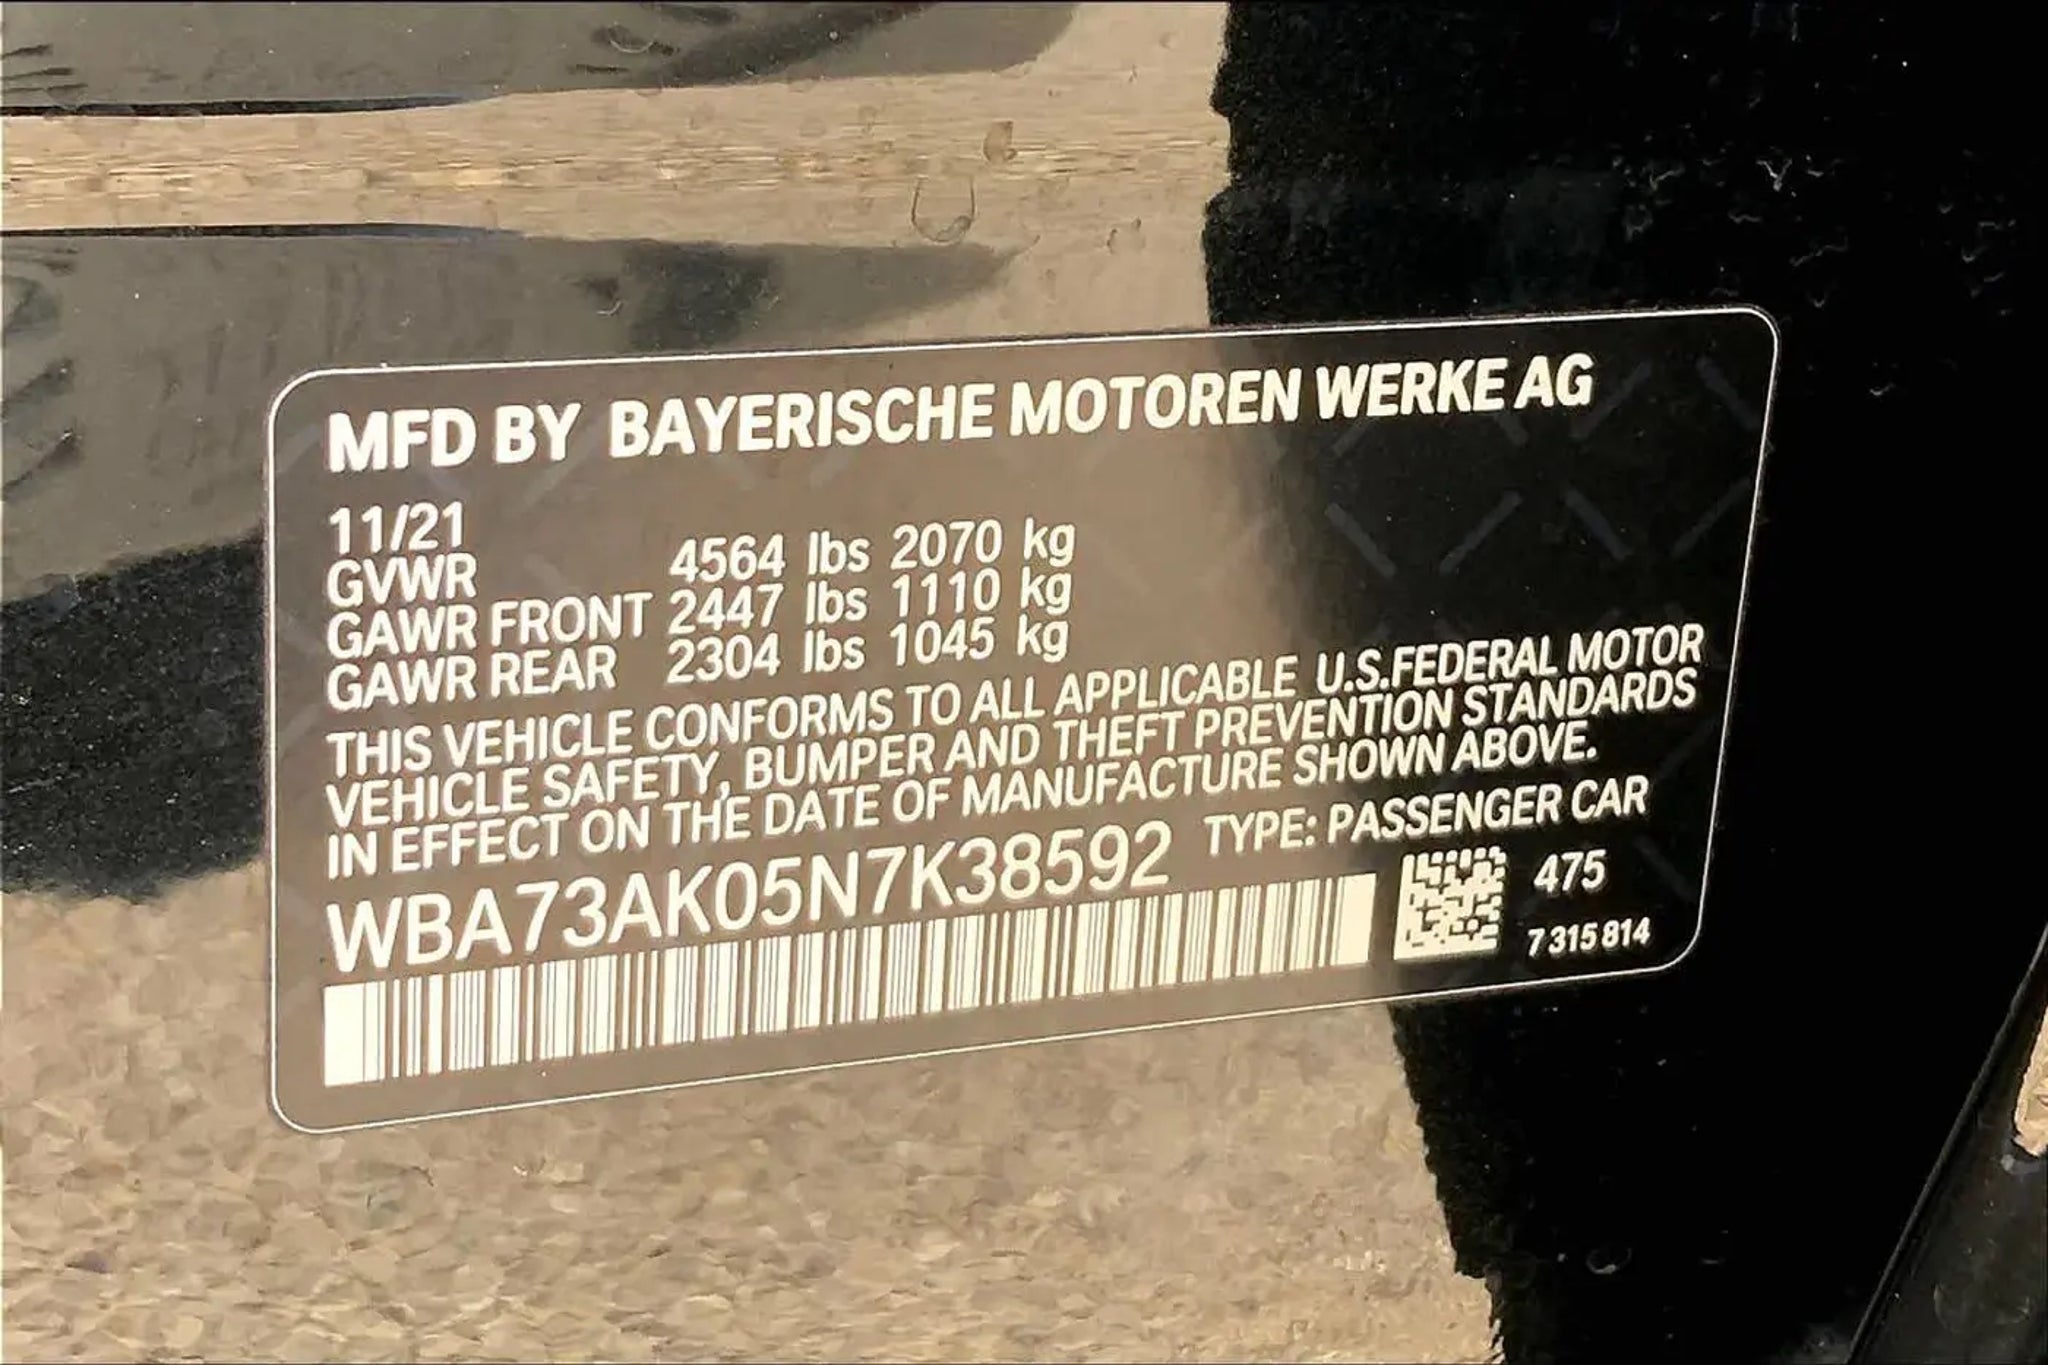 MFD BY BAYERISCHE MOTOREN WERKE AG
11/21
GVWR 4564 lbs 2070 kg
GAWR FRONT 2447 lbs 1110 kg
GAWR REAR 2304 lbs 1045 kg
THIS VEHICLE CONFORMS TO ALL APPLICABLE U.S.FEDERAL MOTOR
VEHICLE SAFETY, BUMPER AND THEFT PREVENTION STANDARDS
IN EFFECT ON THE DATE OF MANUFACTURE SHOWN ABOVE.
WBA73AK05N7K38592 TYPE: PASSENGER CAR
475
7 315 814